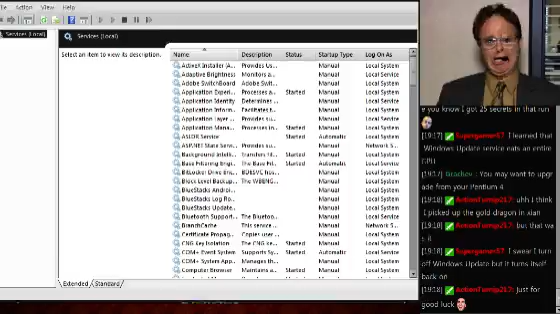 File Action View Help
Services (Local)
Services (Local)
Select an item to view its description.
Name Description Status Startup Type Log On As
ActiveX Installer (A... Provides Us... Manual Local System
Adaptive Brightness Monitors a... Manual Local Service
Adobe SwitchBoard Adobe Swit... Manual Local System
Application Experi... Processes a... Started Manual Local System
Application Identity Determines... Manual Local Service
Application Inform... Facilitates t... Manual Local System
Application Layer ... Provides su... Manual Local Service
Application Mana... Processes in... Started Manual Local System
ASLDR Service Started Automatic Local System
ASP.NET State Serv... Provides su... Manual Network S...
Background Intelli... Transfers fil... Started Manual Local System
Base Filtering Engi... The Base Fil... Started Automatic Local Service
BitLocker Drive En... BDESVC hos... Manual Local System
Block Level Backup... The WBENG... Manual Local System
BlueStacks Android... Manual Local System
BlueStacks Log Ro... Manual Local System
BlueStacks Update... Manual Local System
Bluetooth Support... The Bluetoo... Manual Local Service
BranchCache This service ... Manual Network S...
Certificate Propag... Copies user ... Manual Local System
CNG Key Isolation The CNG ke... Started Manual Local System
COM+ Event System Supports Sy... Started Automatic Local Service
COM+ System App... Manages th... Manual Local System
Computer Browser Maintains a... Started Manual Local System
Extended Standard
e you know I got 25 secrets in that run
[19:17] Supergamer57: I learned that
Windows Update service eats an entire
CPU
[19:17] Grachev: You may want to upgr
ade from your Pentium 4
[19:18] ActionTurnip217: uhh I think
I picked up the gold dragon in xian
[19:18] ActionTurnip217: but that wa
s it
[19:18] Supergamer57: I swear I turn
off Windows Update but it turns itself
back on
[19:18] ActionTurnip217: Just for
good luck